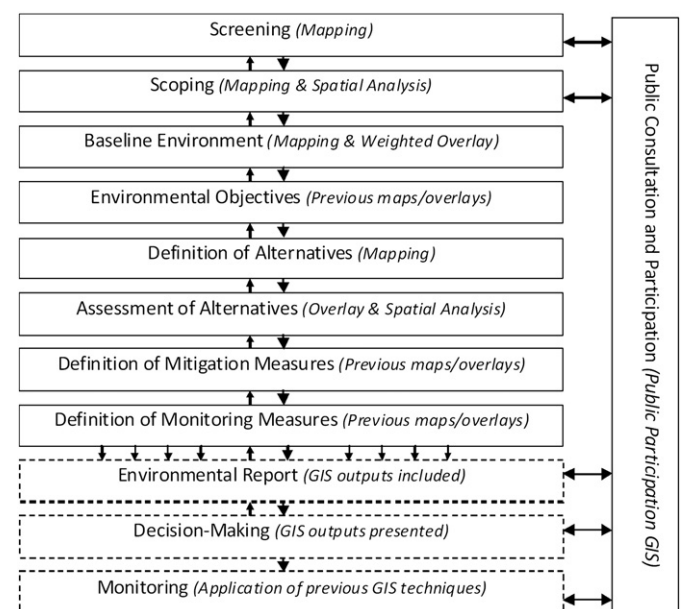 Screening (Mapping)
Scoping (Mapping & Spatial Analysis)
Baseline Environment (Mapping & Weighted Overlay)
Environmental Objectives (Previous maps/overlays)
Definition of Alternatives (Mapping)
Assessment of Alternatives (Overlay & Spatial Analysis)
Definition of Mitigation Measures (Previous maps/overlays)
Definition of Monitoring Measures (Previous maps/overlays)
Environmental Report (GIS outputs included)
Decision-Making (GIS outputs presented)
Monitoring (Application of previous GIS techniques)
Public Consultation and Participation (Public Participation GIS)